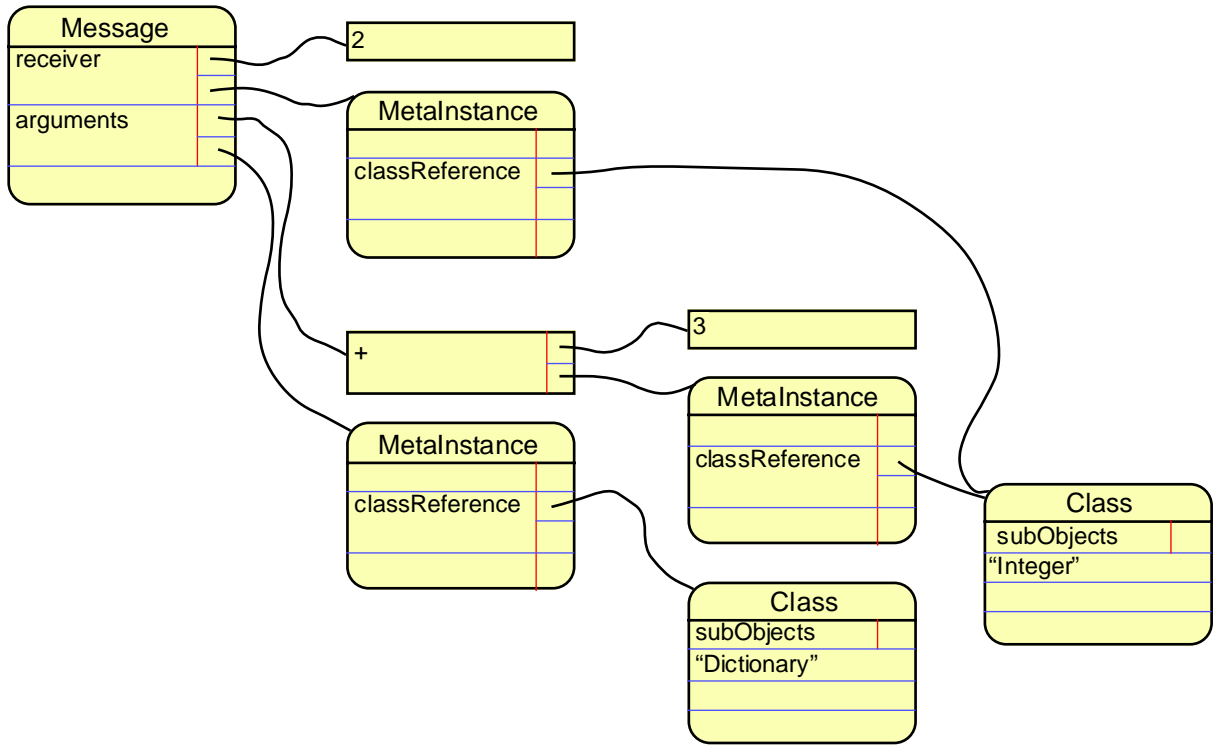 Message
receiver
arguments
2
MetaInstance
classReference
+
3
MetaInstance
classReference
MetaInstance
classReference
Class
subObjects
“Integer”
Class
subObjects
“Dictionary”